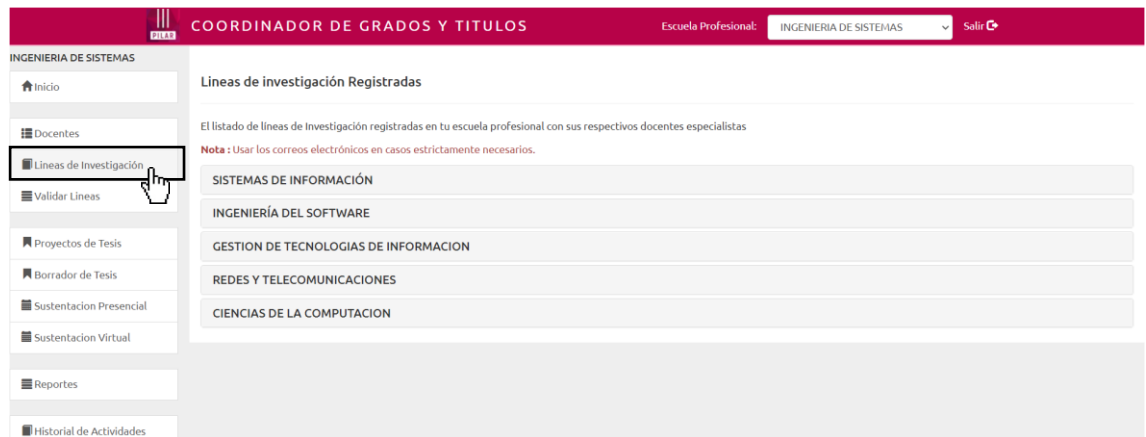 PILAR
COORDINADOR DE GRADOS Y TITULOS
Escuela Profesional:
INGENIERIA DE SISTEMAS
Salir
INGENIERIA DE SISTEMAS
Inicio
Docentes
Lineas de Investigación
Validar Lineas
Proyectos de Tesis
Borrador de Tesis
Sustentacion Presencial
Sustentacion Virtual
Reportes
Historial de Actividades
Lineas de investigación Registradas
El listado de líneas de Investigación registradas en tu escuela profesional con sus respectivos docentes especialistas
Nota : Usar los correos electrónicos en casos estrictamente necesarios.
SISTEMAS DE INFORMACIÓN
INGENIERÍA DEL SOFTWARE
GESTION DE TECNOLOGIAS DE INFORMACION
REDES Y TELECOMUNICACIONES
CIENCIAS DE LA COMPUTACION